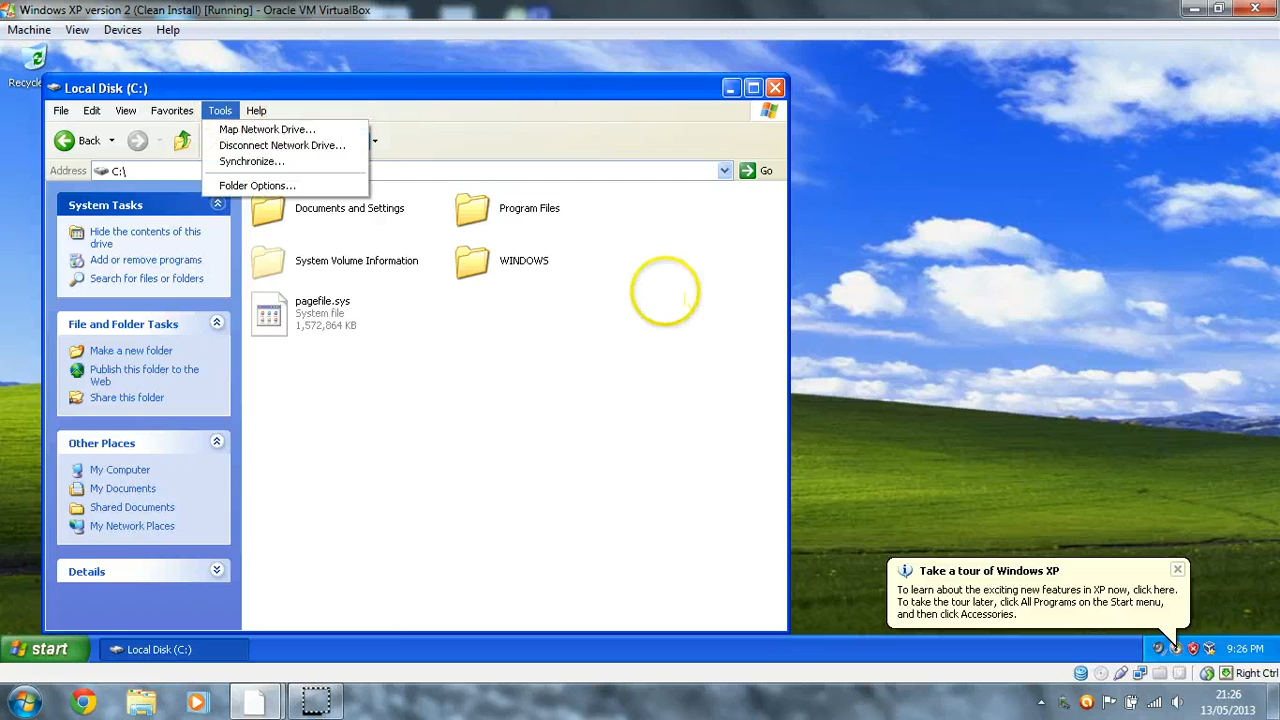 Windows XP version 2 (Clean Install) [Running] - Oracle VM VirtualBox
Machine View Devices Help
Local Disk (C:)
File Edit View Favorites Tools Help
Back
Map Network Drive...
Disconnect Network Drive...
Synchronize...
Folder Options...
Address C:\ Go
System Tasks
Hide the contents of this
drive
Add or remove programs
Search for files or folders
File and Folder Tasks
Make a new folder
Publish this folder to the
Web
Share this folder
Other Places
My Computer
My Documents
Shared Documents
My Network Places
Details
Documents and Settings
Program Files
System Volume Information
WINDOWS
pagefile.sys
System file
1,572,864 KB
Take a tour of Windows XP
To learn about the exciting new features in XP now, click here.
To take the tour later, click All Programs on the Start menu,
and then click Accessories.
start
Local Disk (C:)
9:26 PM
Right Ctrl
21:26
13/05/2013